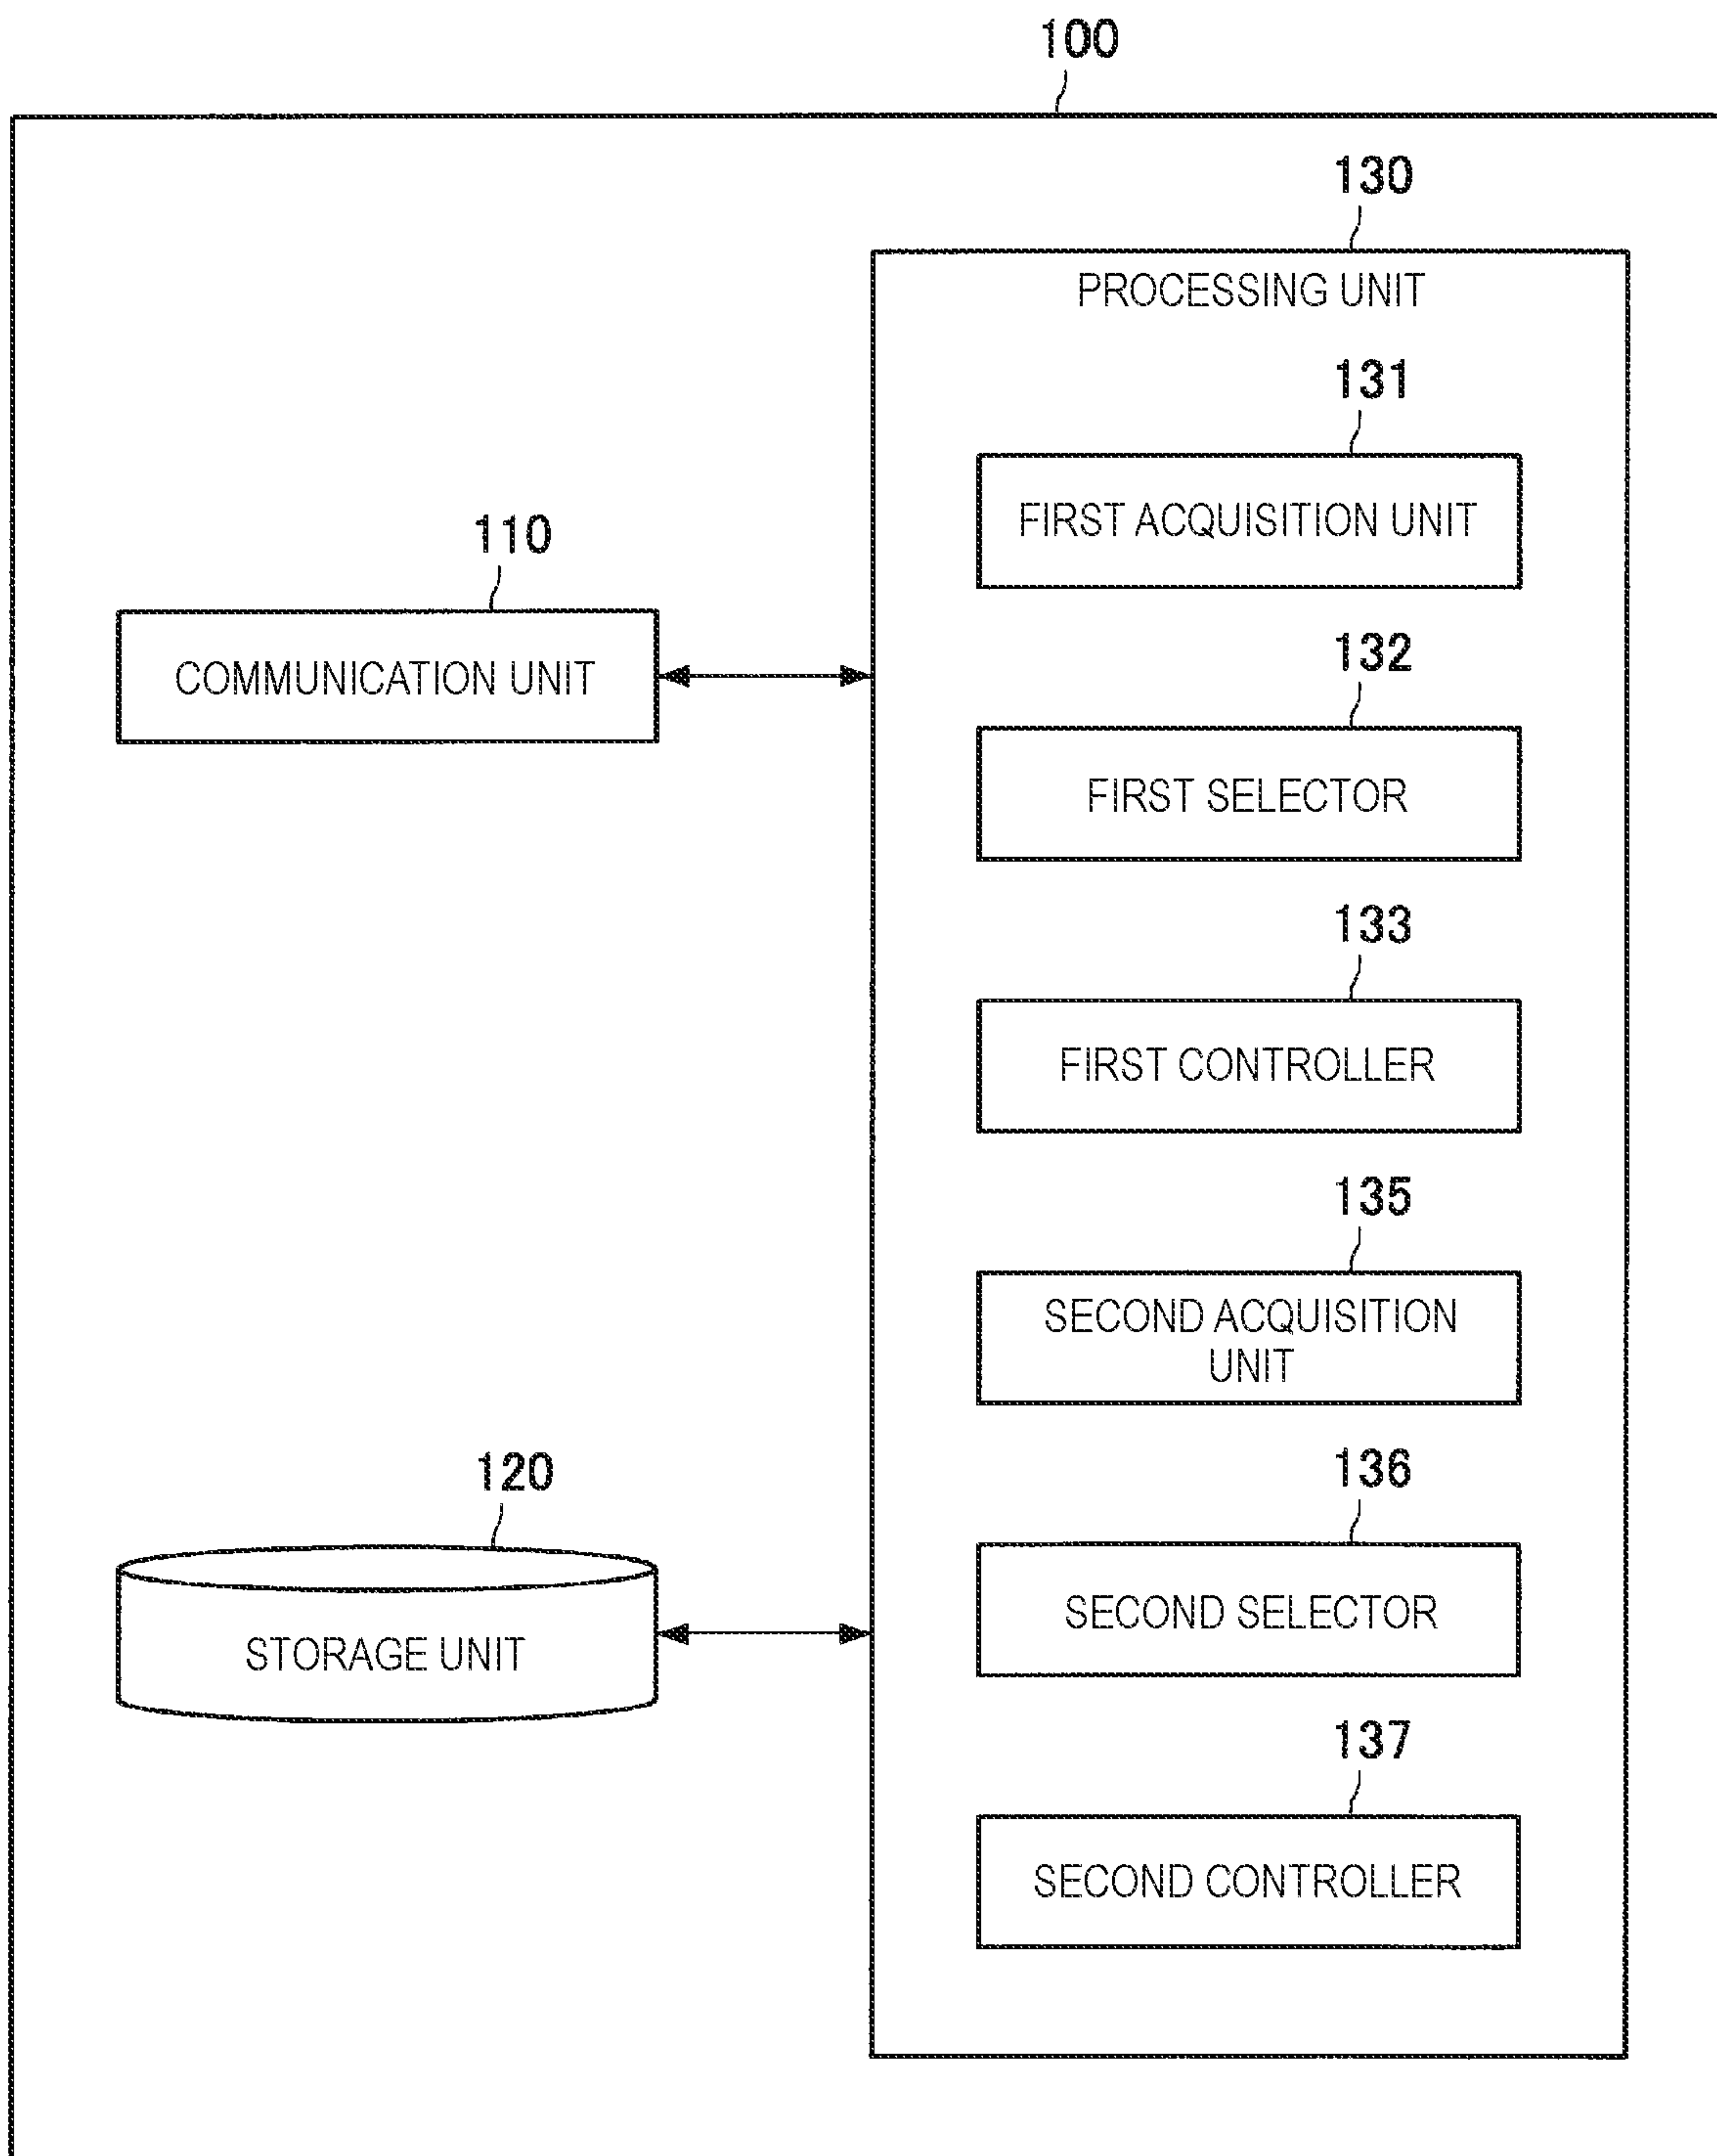 100
130
PROCESSING UNIT
131
FIRST ACQUISITION UNIT
110
COMMUNICATION UNIT
132
FIRST SELECTOR
133
FIRST CONTROLLER
135
SECOND ACQUISITION
UNIT
120
STORAGE UNIT
136
SECOND SELECTOR
137
SECOND CONTROLLER